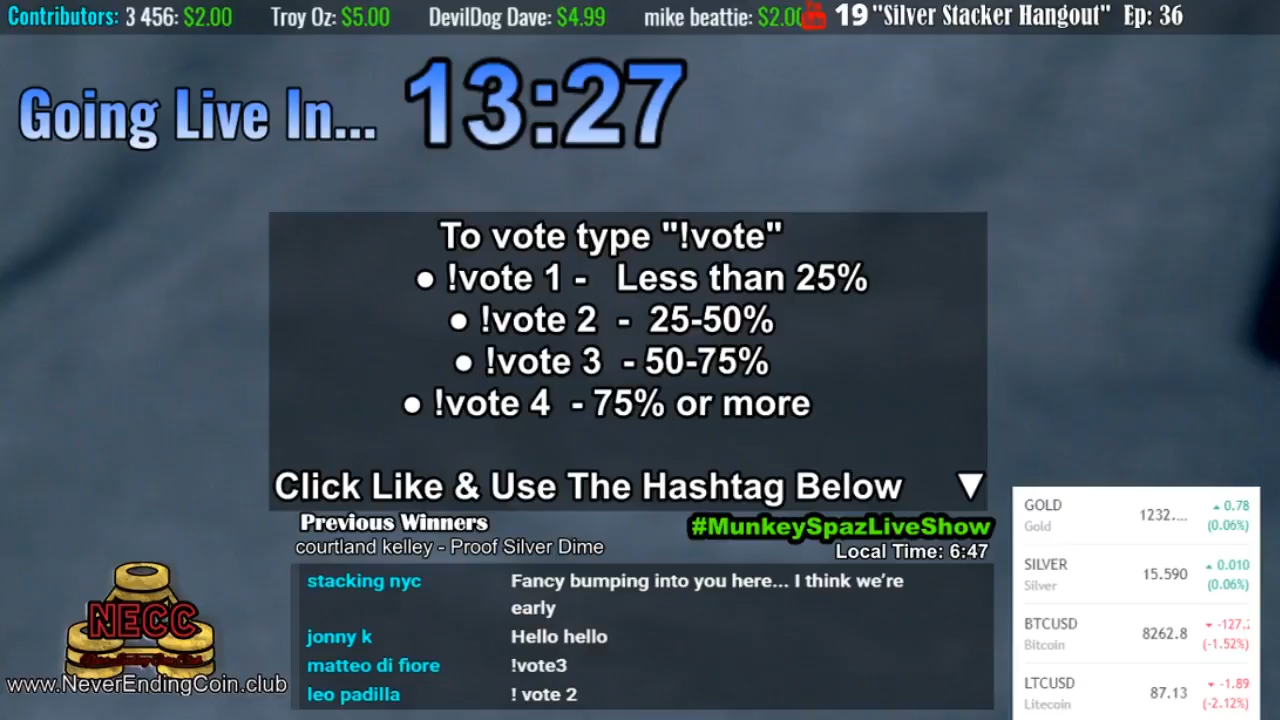 Contributors: 3 456: $2.00 Troy Oz: $5.00 DevilDog Dave: $4.99 mike beattie: $2.00 19 "Silver Stacker Hangout" Ep: 36
Going Live In... 13:27
To vote type "!vote"
● !vote 1 - Less than 25%
● !vote 2 - 25-50%
● !vote 3 - 50-75%
● !vote 4 - 75% or more
Click Like & Use The Hashtag Below ▼
Previous Winners #MunkeySpazLiveShow
courtland kelley - Proof Silver Dime
Local Time: 6:47
stacking nyc Fancy bumping into you here... I think we're
early
jonny k Hello hello
matteo di fiore !vote3
leo padilla ! vote 2
NECC
www.NeverEndingCoin.club
GOLD 1232.... ▲ 0.78
Gold (0.06%)
SILVER 15.590 ▲ 0.010
Silver (0.06%)
BTCUSD 8262.8 ▼ -127.
Bitcoin (-1.52%)
LTCUSD 87.13 ▼ -1.89
Litecoin (-2.12%)